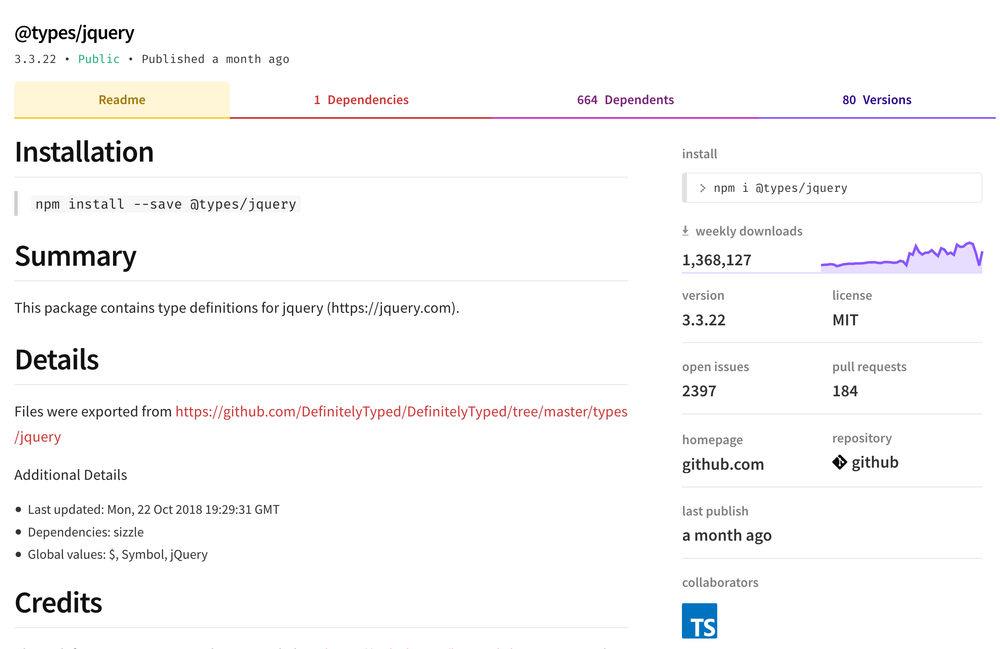 @types/jquery
3.3.22 • Public • Published a month ago
Readme
1 Dependencies
664 Dependents
80 Versions
Installation
npm install --save @types/jquery
Summary
This package contains type definitions for jquery (https://jquery.com).
Details
Files were exported from https://github.com/DefinitelyTyped/DefinitelyTyped/tree/master/types
/jquery
Additional Details
• Last updated: Mon, 22 Oct 2018 19:29:31 GMT
• Dependencies: sizzle
• Global values: $, Symbol, jQuery
Credits
install
> npm i @types/jquery
weekly downloads
1,368,127
version
3.3.22
license
MIT
open issues
2397
pull requests
184
homepage
github.com
repository
github
last publish
a month ago
collaborators
TS